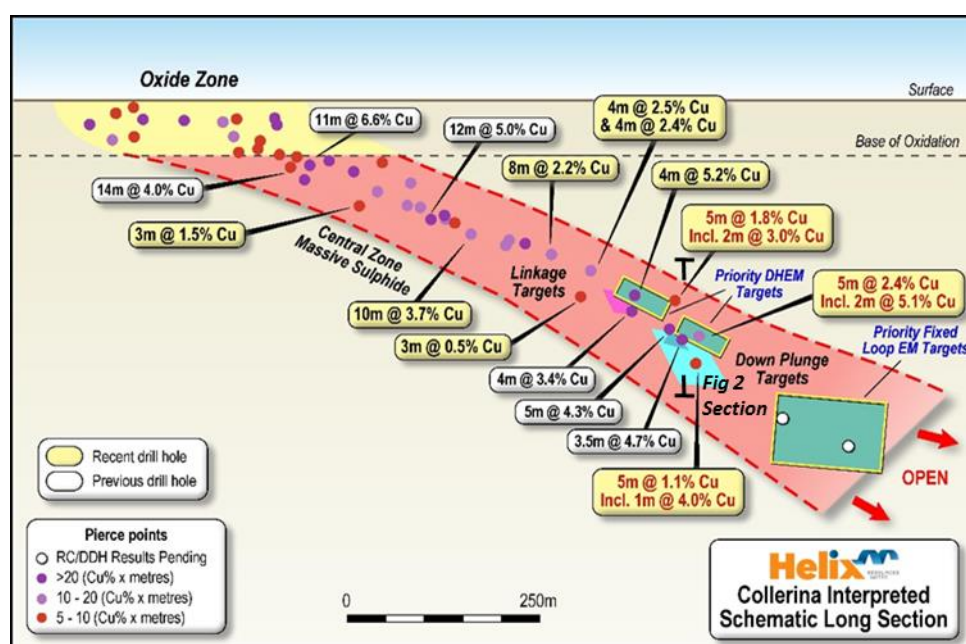 Oxide Zone
Surface
Base of Oxidation
11m @ 6.6% Cu
12m @ 5.0% Cu
4m @ 2.5% Cu
& 4m @ 2.4% Cu
14m @ 4.0% Cu
8m @ 2.2% Cu
4m @ 5.2% Cu
3m @ 1.5% Cu
5m @ 1.8% Cu
Incl. 2m @ 3.0% Cu
Central Zone
Massive Sulphide
Linkage
Targets
Priority DHEM
Targets
5m @ 2.4% Cu
Incl. 2m @ 5.1% Cu
10m @ 3.7% Cu
3m @ 0.5% Cu
Priority Fixed
Loop EM Targets
4m @ 3.4% Cu
Down Plunge
Targets
Fig 2
Section
5m @ 4.3% Cu
3.5m @ 4.7% Cu
5m @ 1.1% Cu
Incl. 1m @ 4.0% Cu
OPEN
Recent drill hole
Previous drill hole
Pierce points
RC/DDH Results Pending
>20 (Cu% x metres)
10 - 20 (Cu% x metres)
5 - 10 (Cu% x metres)
0 250m
Helix
RESOURCES
LIMITED
Collerina Interpreted
Schematic Long Section